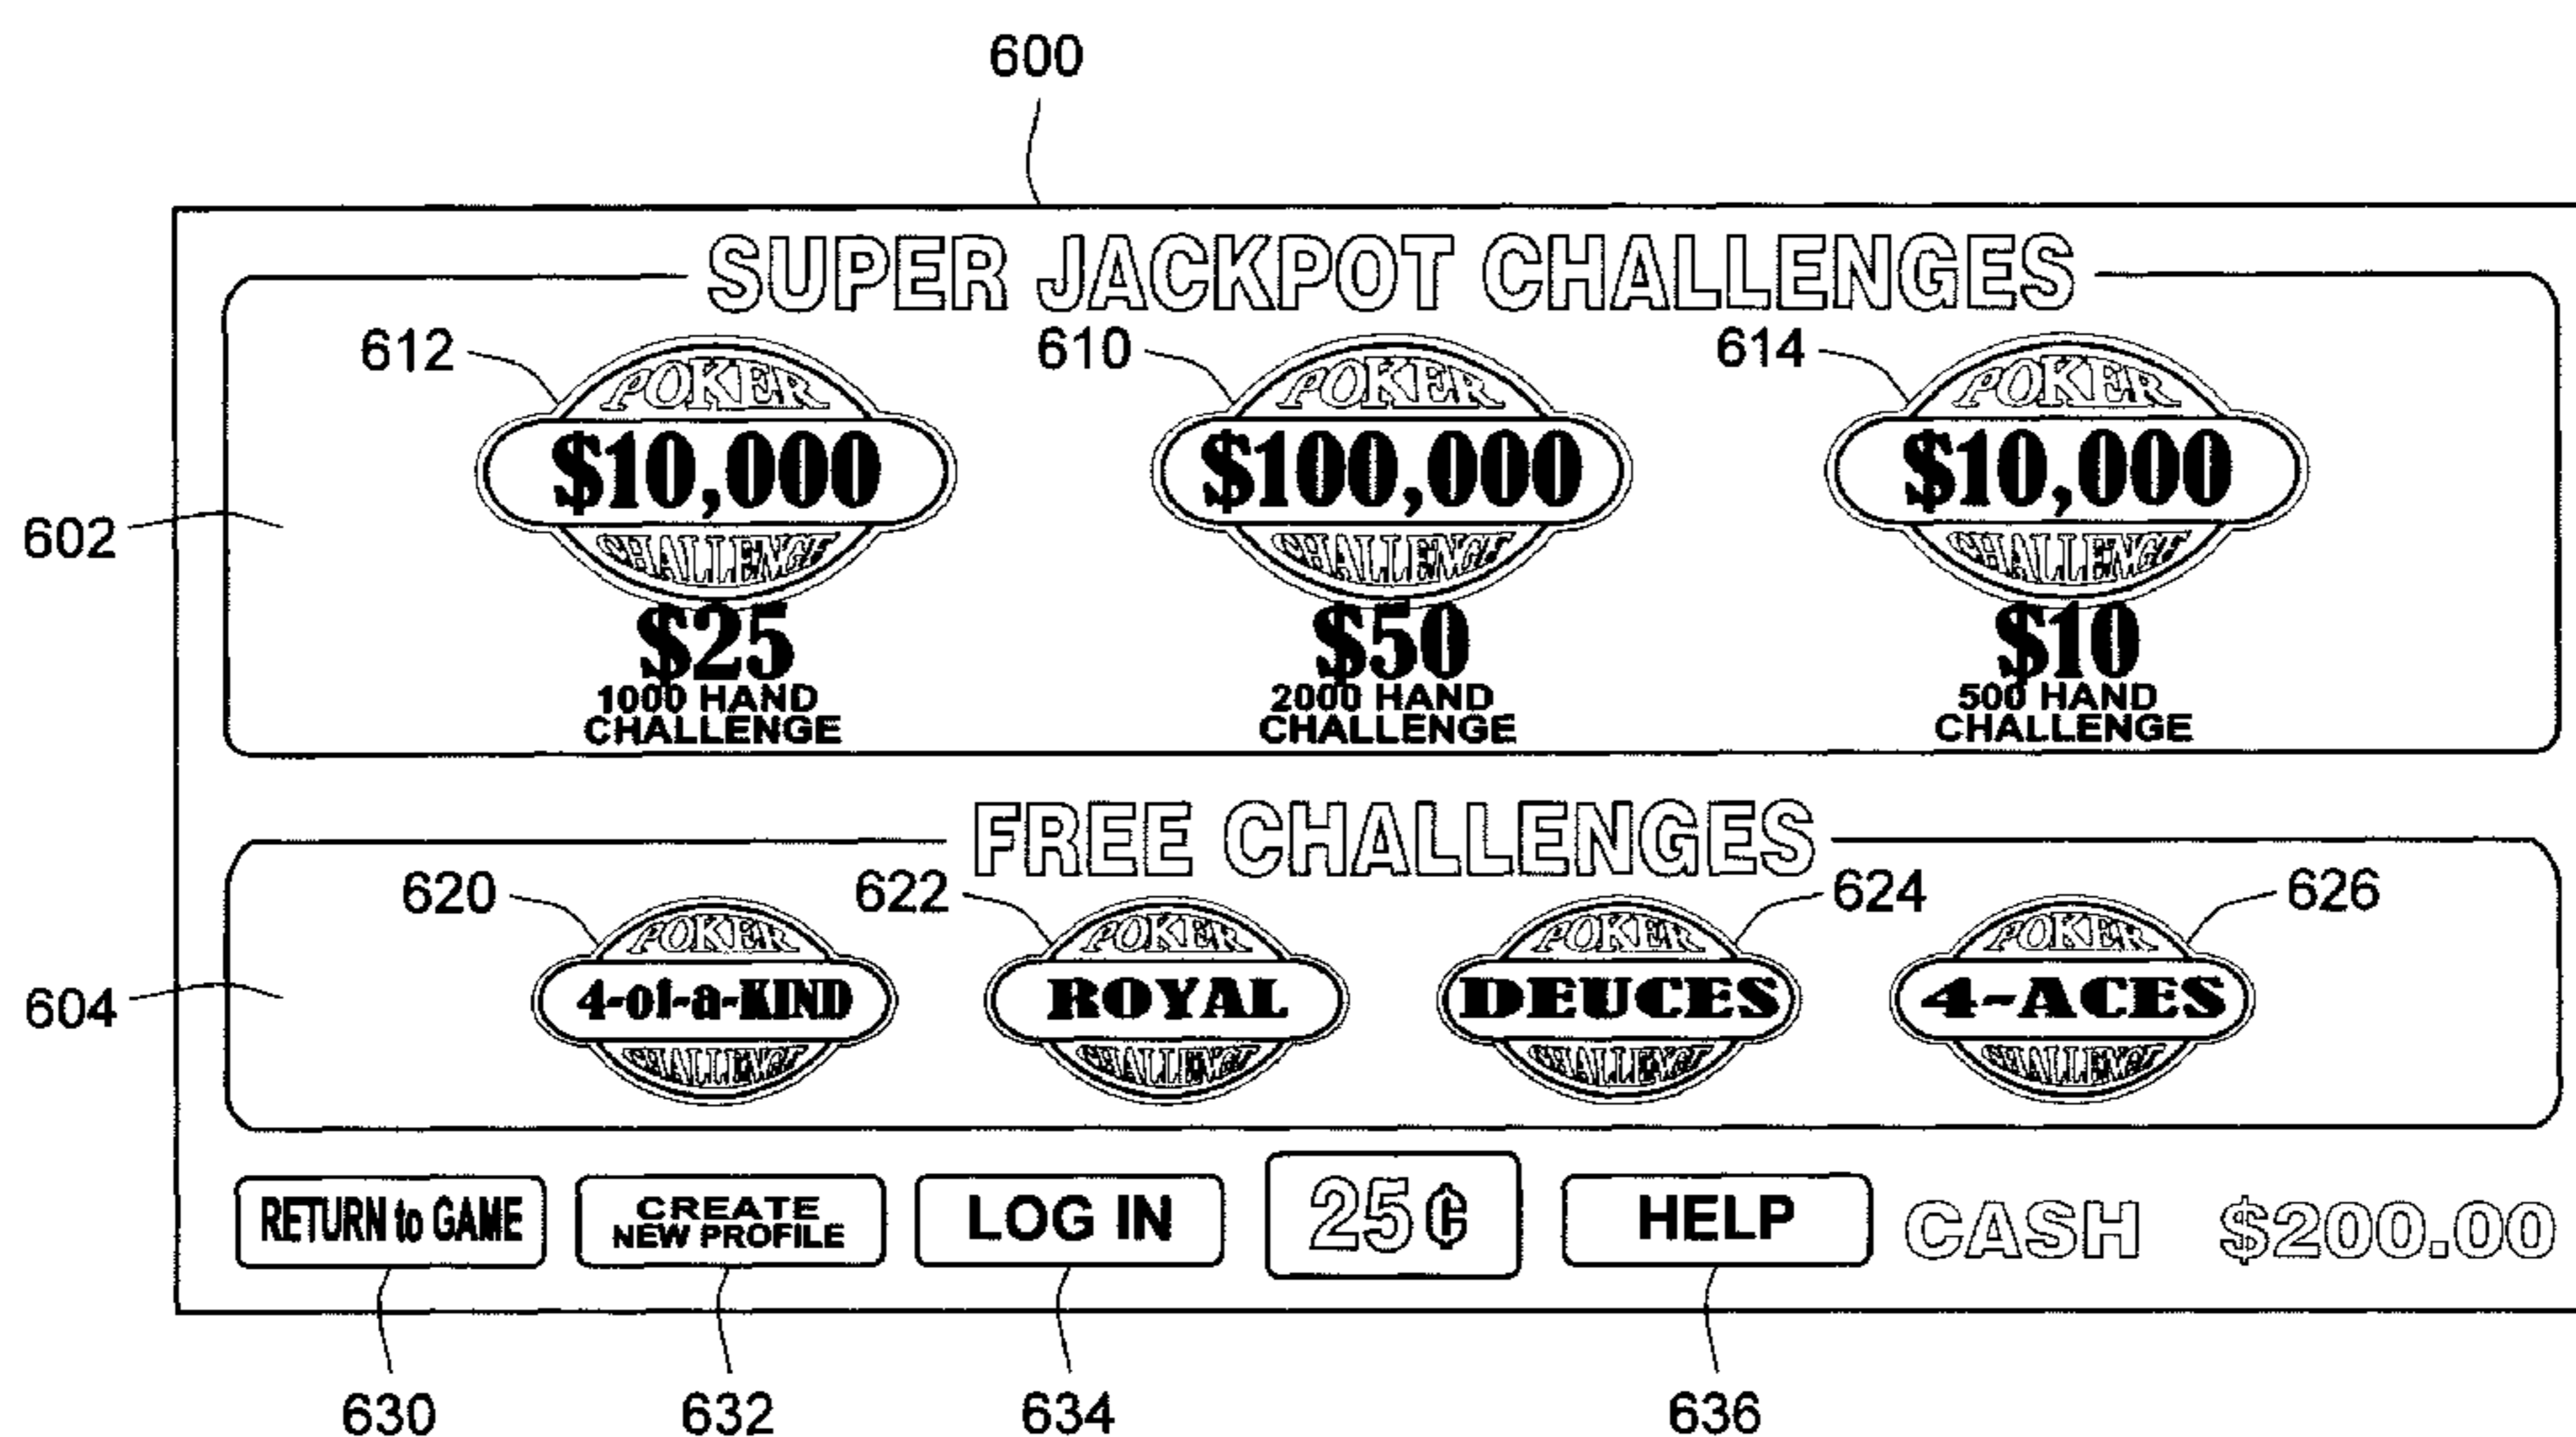 600
SUPER JACKPOT CHALLENGES
612 610 614
POKER POKER POKER
$10,000 $100,000 $10,000
602
CHALLENGE CHALLENGE CHALLENGE
$25 $50 $10
1000 HAND 2000 HAND 500 HAND
CHALLENGE CHALLENGE CHALLENGE
FREE CHALLENGES
620 622 624 626
POKER POKER POKER POKER
604
4-of-a-KIND ROYAL DEUCES 4-ACES
CHALLENGE CHALLENGE CHALLENGE CHALLENGE
RETURN to GAME CREATE NEW PROFILE LOG IN 25¢ HELP CASH $200.00
630 632 634 636